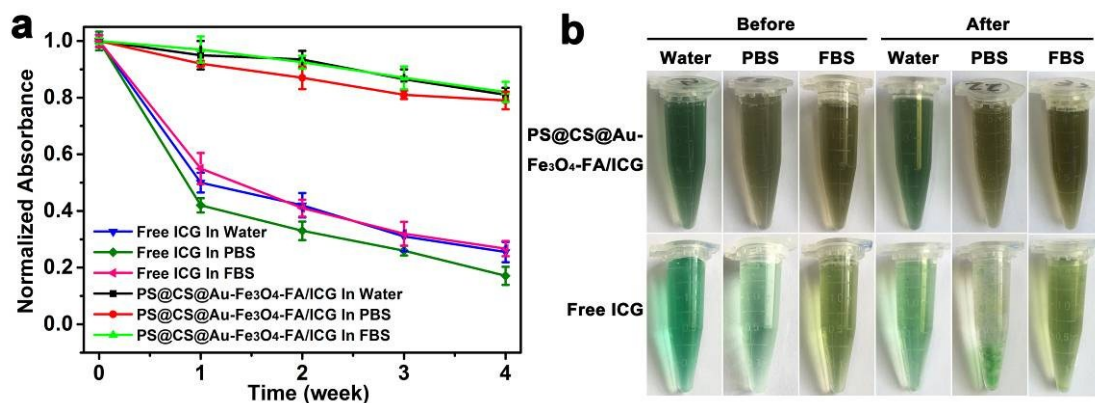 a
1.0
0.8
0.6
0.4
0.2
0.0
Normalized Absorbance
Free ICG In Water
Free ICG In PBS
Free ICG In FBS
PS@CS@Au-Fe₃O₄-FA/ICG In Water
PS@CS@Au-Fe₃O₄-FA/ICG In PBS
PS@CS@Au-Fe₃O₄-FA/ICG In FBS
0 1 2 3 4
Time (week)
b
Before After
Water PBS FBS Water PBS FBS
PS@CS@Au-
Fe₃O₄-FA/ICG
Free ICG